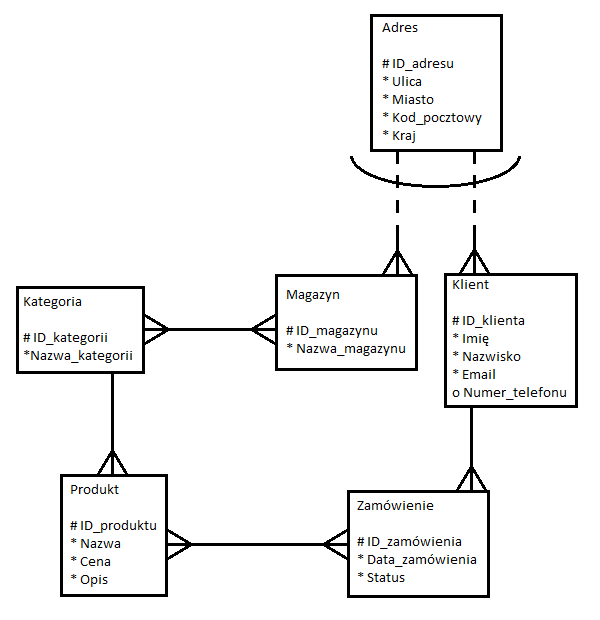 Adres
# ID_adresu
* Ulica
* Miasto
* Kod_pocztowy
* Kraj
Kategoria
# ID_kategorii
*Nazwa_kategorii
Magazyn
# ID_magazynu
* Nazwa_magazynu
Klient
# ID_klienta
* Imię
* Nazwisko
* Email
o Numer_telefonu
Produkt
# ID_produktu
* Nazwa
* Cena
* Opis
Zamówienie
# ID_zamówienia
* Data_zamówienia
* Status